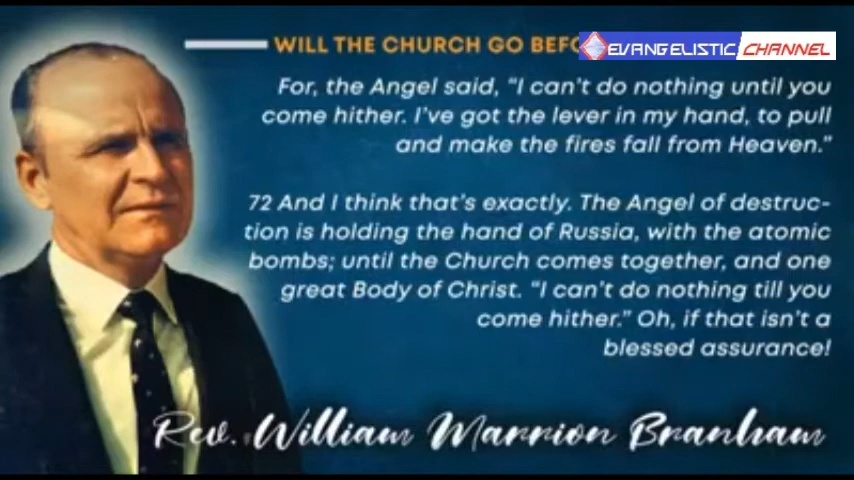 WILL THE CHURCH GO
EVANGELISTIC CHANNEL
For, the Angel said, “I can’t do nothing until you
come hither. I’ve got the lever in my hand, to pull
and make the fires fall from Heaven.”
72 And I think that’s exactly. The Angel of destruc-
tion is holding the hand of Russia, with the atomic
bombs; until the Church comes together, and one
great Body of Christ. “I can’t do nothing till you
come hither.” Oh, if that isn’t a
blessed assurance!
Rev. William Marrion Branham